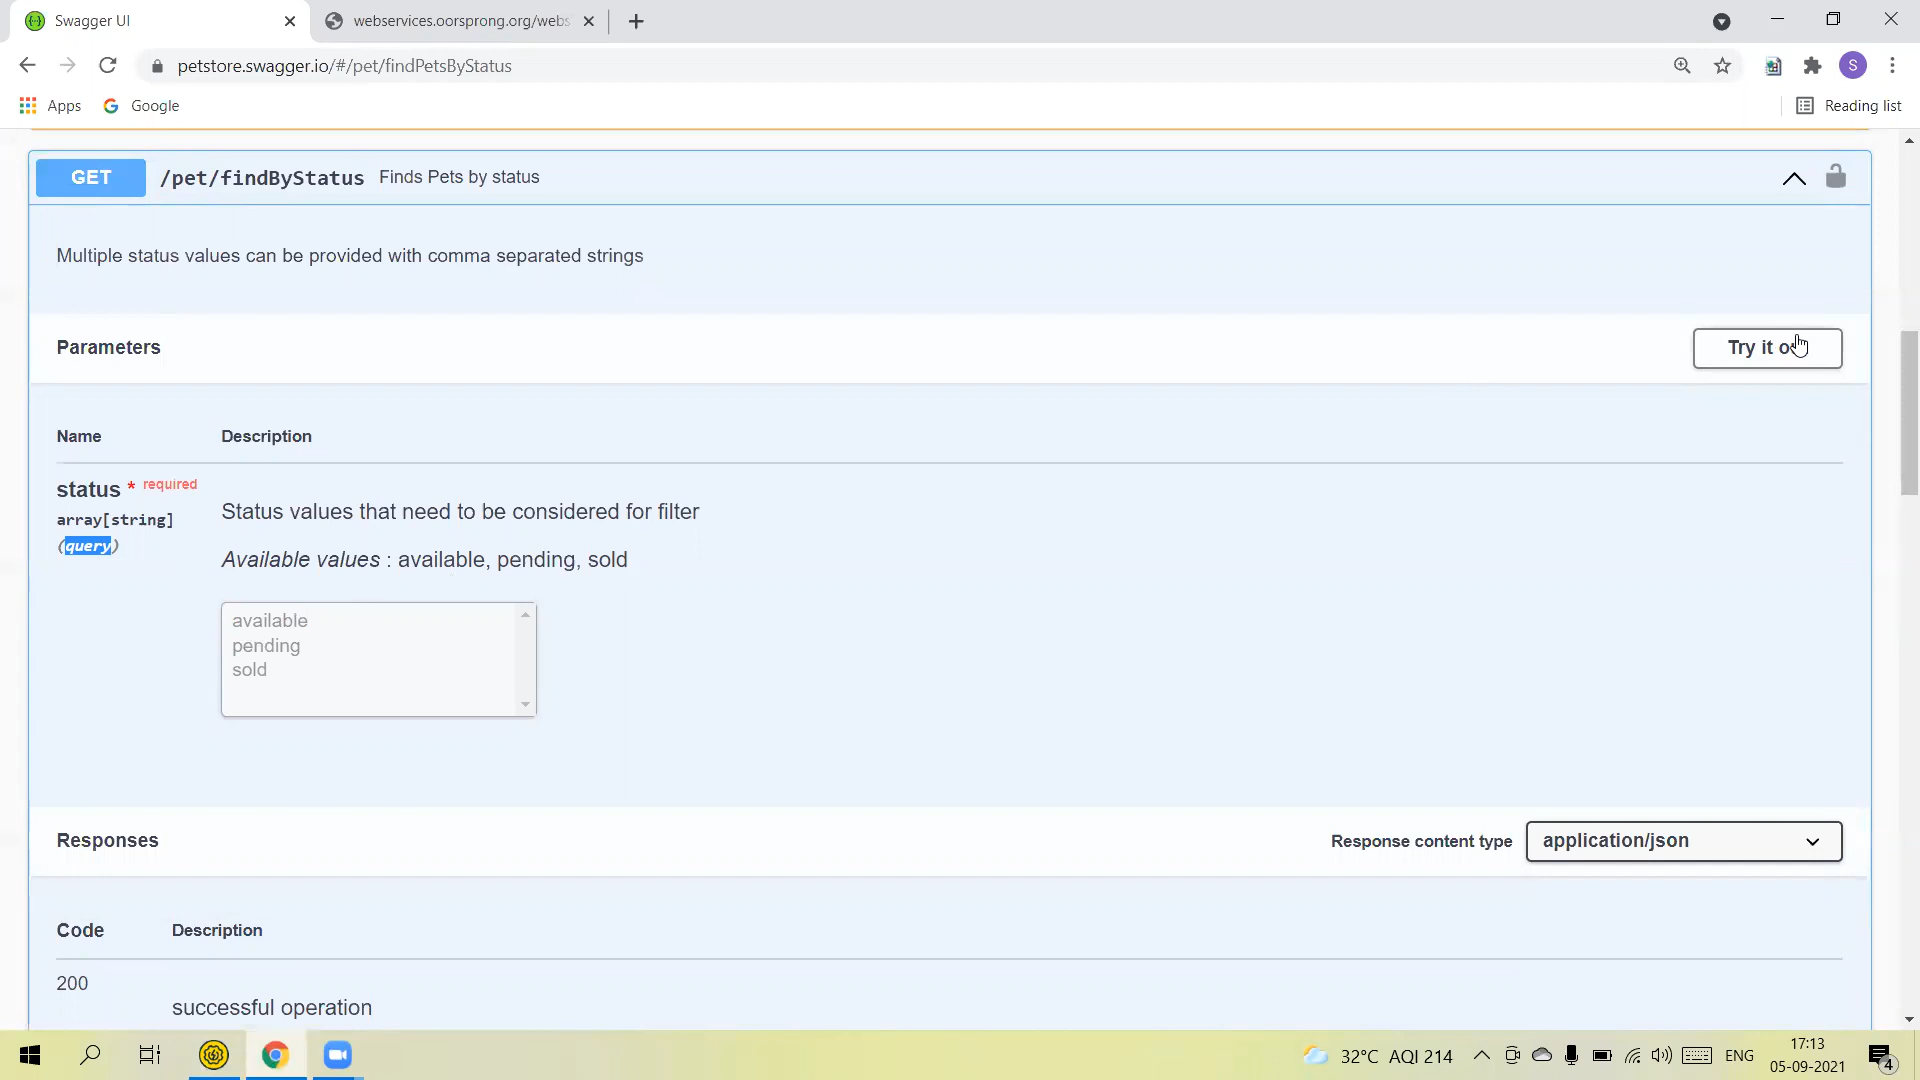 Swagger UI
webservices.oorsprong.org/webs
petstore.swagger.io/#/pet/findPetsByStatus
S
Apps
Google
Reading list
GET /pet/findByStatus Finds Pets by status
Multiple status values can be provided with comma separated strings
Parameters
Try it o
Name Description
status * required
array[string]
(query)
Status values that need to be considered for filter
Available values : available, pending, sold
available
pending
sold
Responses
Response content type application/json
Code Description
200
successful operation
32°C AQI 214
ENG
17:13
05-09-2021
4